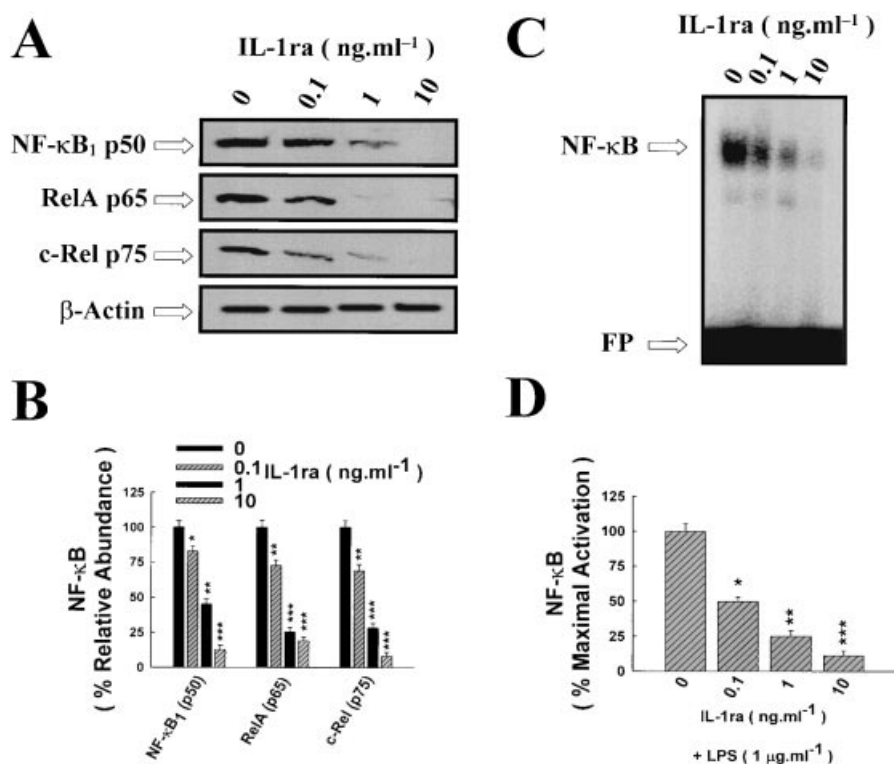 A
IL-1ra ( ng.ml⁻¹ )
0 0.1 1 10
NF-κB₁ p50
RelA p65
c-Rel p75
β-Actin
B
0
0.1 IL-1ra ( ng.ml⁻¹ )
1
10
NF-κB
( % Relative Abundance )
125
100
75
50
25
0
* ** ***
** *** ***
** *** ***
NF-κB₁ (p50) RelA (p65) c-Rel (p75)
C
IL-1ra ( ng.ml⁻¹ )
0 0.1 1 10
NF-κB
FP
D
NF-κB
( % Maximal Activation )
125
100
75
50
25
0
* ** ***
0 0.1 1 10
IL-1ra ( ng.ml⁻¹ )
+ LPS ( 1 µg.ml⁻¹ )